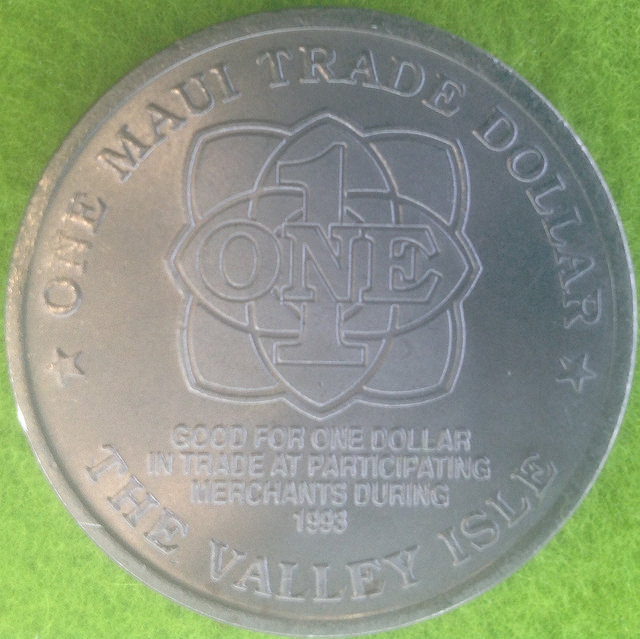 ONE MAUI TRADE DOLLAR
1
ONE
GOOD FOR ONE DOLLAR
IN TRADE AT PARTICIPATING
MERCHANTS DURING
1993
THE VALLEY ISLE